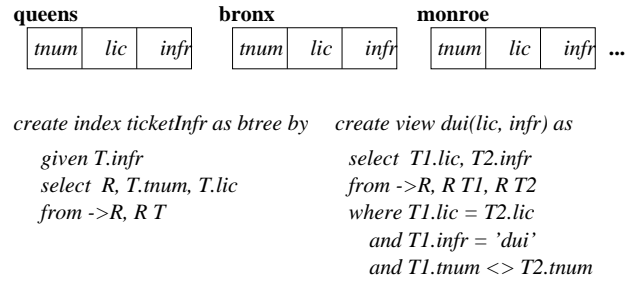 queens bronx monroe
tnum lic infr tnum lic infr tnum lic infr ...
create index ticketInfr as btree by
given T.infr
select R, T.tnum, T.lic
from ->R, R T
create view dui(lic, infr) as
select T1.lic, T2.infr
from ->R, R T1, R T2
where T1.lic = T2.lic
and T1.infr = 'dui'
and T1.tnum <> T2.tnum